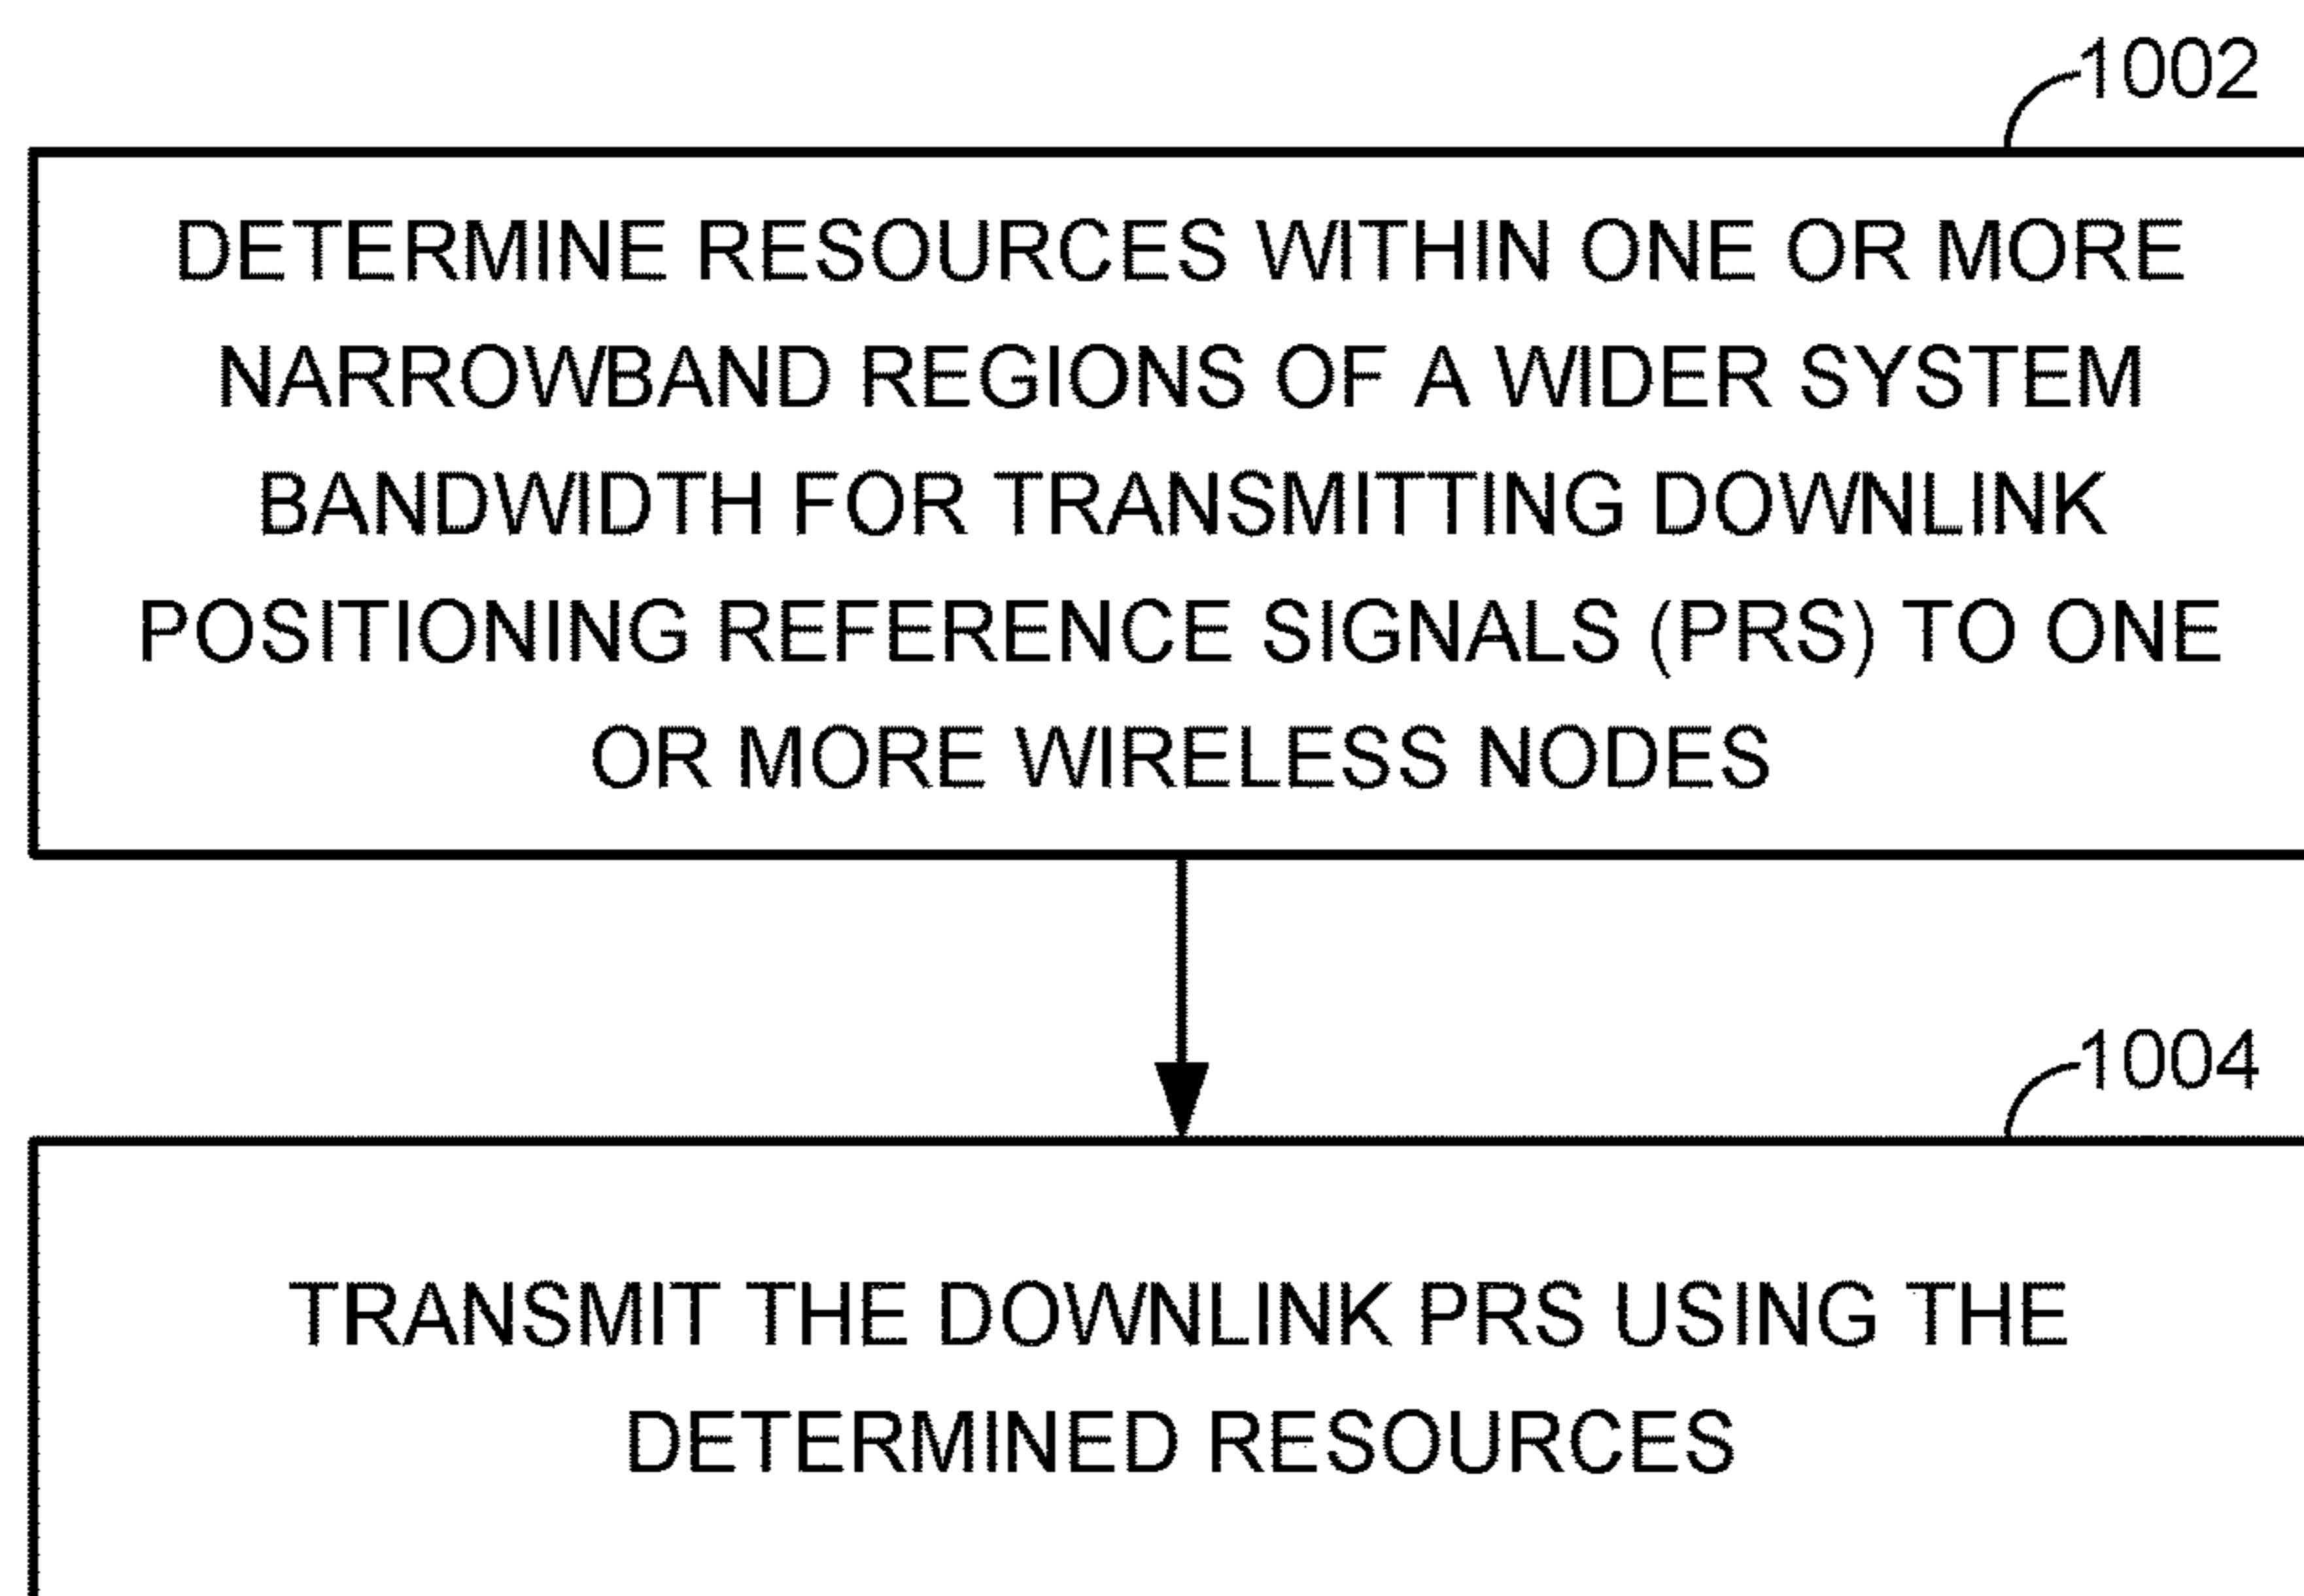 1002
DETERMINE RESOURCES WITHIN ONE OR MORE
NARROWBAND REGIONS OF A WIDER SYSTEM
BANDWIDTH FOR TRANSMITTING DOWNLINK
POSITIONING REFERENCE SIGNALS (PRS) TO ONE
OR MORE WIRELESS NODES
1004
TRANSMIT THE DOWNLINK PRS USING THE
DETERMINED RESOURCES